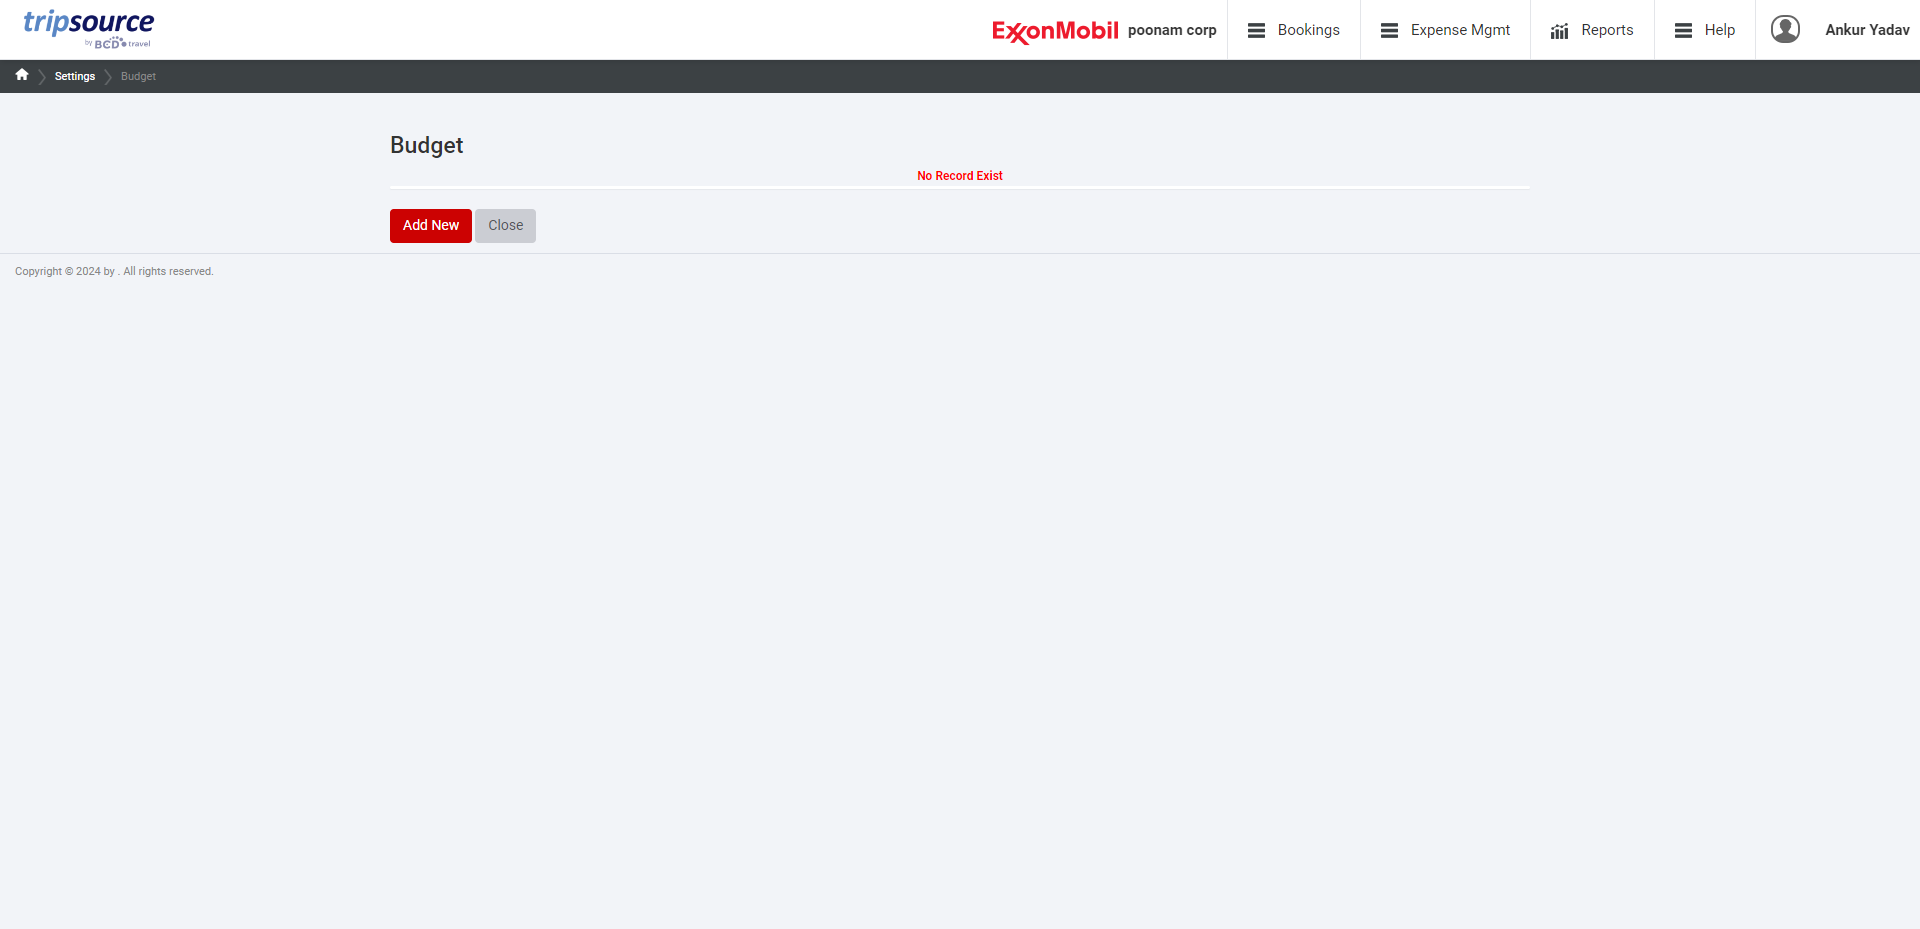 tripsource
by BCD travel
ExxonMobil poonam corp Bookings Expense Mgmt Reports Help Ankur Yadav
Settings Budget
Budget
No Record Exist
Add New Close
Copyright © 2024 by . All rights reserved.